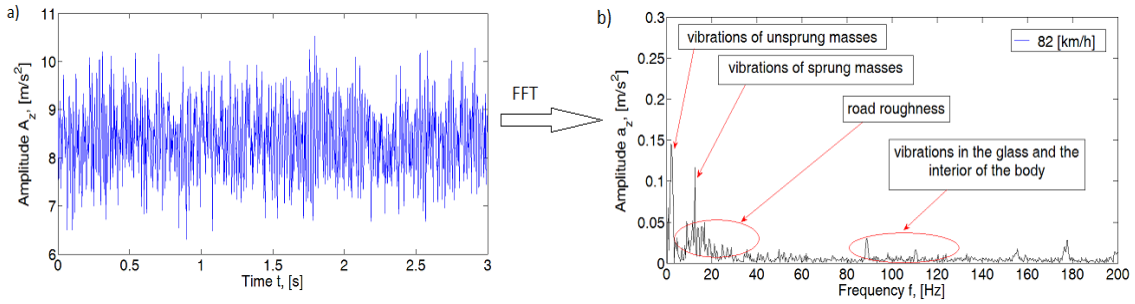 a)
11
10
9
8
7
6
Amplitude A_z, [m/s²]
0 0.5 1 1.5 2 2.5 3
Time t, [s]
FFT
b)
0.3
0.25
0.2
0.15
0.1
0.05
0
Amplitude a_z, [m/s²]
82 [km/h]
vibrations of unsprung masses
vibrations of sprung masses
road roughness
vibrations in the glass and the
interior of the body
0 20 40 60 80 100 120 140 160 180 200
Frequency f, [Hz]